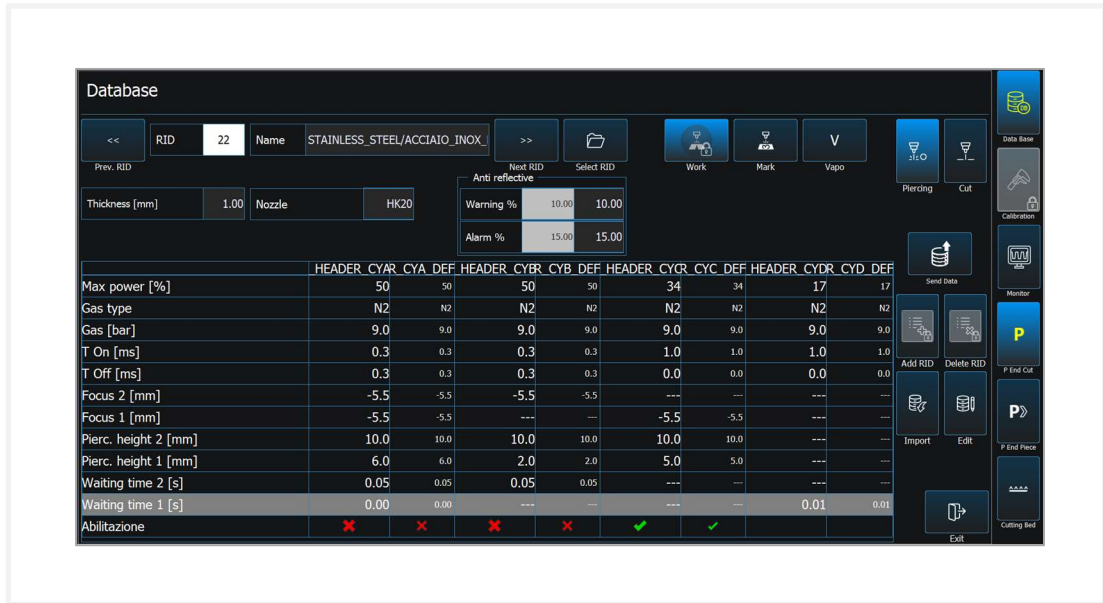 Database
<< RID 22 Name STAINLESS_STEEL/ACCIAIO_INOX_ >> V
Prev. RID Next RID Select RID Work Mark Vapo
Piercing Cut
Data Base
Anti reflective
Thickness [mm] 1.00 Nozzle HK20 Warning % 10.00 10.00
Alarm % 15.00 15.00
Calibration
Send Data
Monitor
HEADER_CYA R_CYA_DEF HEADER_CYB R_CYB_DEF HEADER_CYC R_CYC_DEF HEADER_CYD R_CYD_DEF
Max power [%] 50 50 50 50 34 34 17 17
Gas type N2 N2 N2 N2 N2 N2 N2 N2
Gas [bar] 9.0 9.0 9.0 9.0 9.0 9.0 9.0 9.0
T On [ms] 0.3 0.3 0.3 0.3 1.0 1.0 1.0 1.0
T Off [ms] 0.3 0.3 0.3 0.3 0.0 0.0 0.0 0.0
Focus 2 [mm] -5.5 -5.5 -5.5 -5.5 --- --- --- ---
Focus 1 [mm] -5.5 -5.5 --- --- -5.5 -5.5 --- ---
Pierc. height 2 [mm] 10.0 10.0 10.0 10.0 10.0 10.0 --- ---
Pierc. height 1 [mm] 6.0 6.0 2.0 2.0 5.0 5.0 --- ---
Waiting time 2 [s] 0.05 0.05 0.05 0.05 --- --- --- ---
Waiting time 1 [s] 0.00 0.00 --- --- --- --- 0.01 0.01
Abilitazione
Add RID Delete RID
P
P End Cut
Import Edit
P»
P End Piece
Exit
Cutting Bed